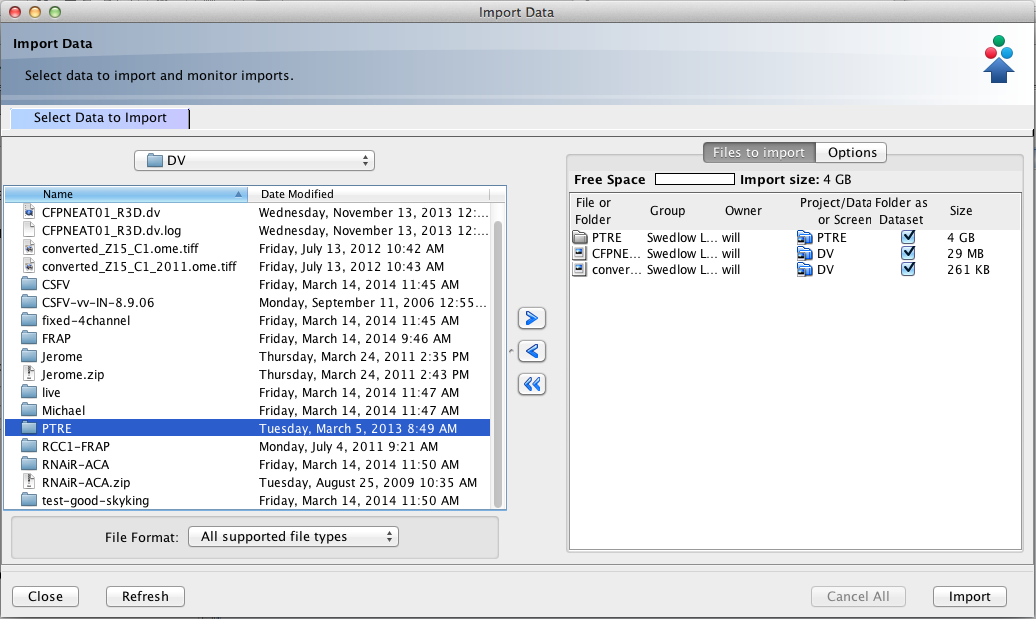 Import Data
Import Data
Select data to import and monitor imports.
Select Data to Import
DV
Name Date Modified
CFPNEAT01_R3D.dv Wednesday, November 13, 2013 12:...
CFPNEAT01_R3D.dv.log Wednesday, November 13, 2013 12:...
converted_Z15_C1.ome.tiff Friday, July 13, 2012 10:42 AM
converted_Z15_C1_2011.ome.tiff Friday, July 13, 2012 10:43 AM
CSFV Friday, March 14, 2014 11:45 AM
CSFV-vv-IN-8.9.06 Monday, September 11, 2006 12:55...
fixed-4channel Friday, March 14, 2014 11:45 AM
FRAP Friday, March 14, 2014 9:46 AM
Jerome Thursday, March 24, 2011 2:35 PM
Jerome.zip Thursday, March 24, 2011 2:43 PM
live Friday, March 14, 2014 11:47 AM
Michael Friday, March 14, 2014 11:47 AM
PTRE Tuesday, March 5, 2013 8:49 AM
RCC1-FRAP Monday, July 4, 2011 9:21 AM
RNAiR-ACA Friday, March 14, 2014 11:50 AM
RNAiR-ACA.zip Tuesday, August 25, 2009 10:35 AM
test-good-skyking Friday, March 14, 2014 11:50 AM
File Format: All supported file types
Files to import Options
Free Space Import size: 4 GB
File or Folder Group Owner Project/Data or Screen Folder as Dataset Size
PTRE Swedlow L... will PTRE 4 GB
CFPNE... Swedlow L... will DV 29 MB
conver... Swedlow L... will DV 261 KB
Close Refresh Cancel All Import